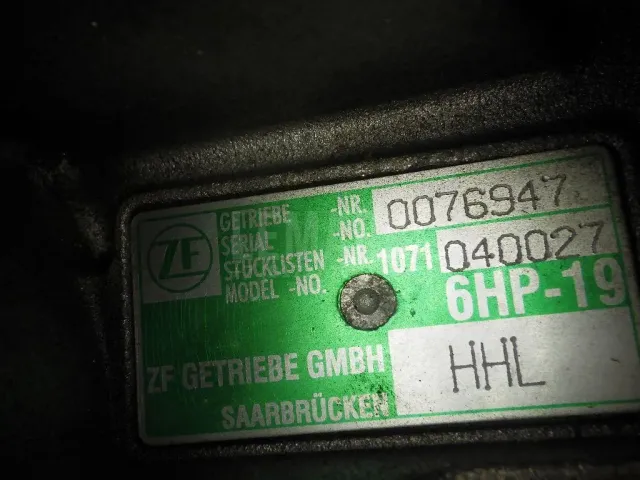 ZF
GETRIEBE -NR. 0076947
SERIAL -NO.
STÜCKLISTEN -NR. 1071 040027
MODEL -NO.
6HP-19
ZF GETRIEBE GMBH HHL
SAARBRÜCKEN